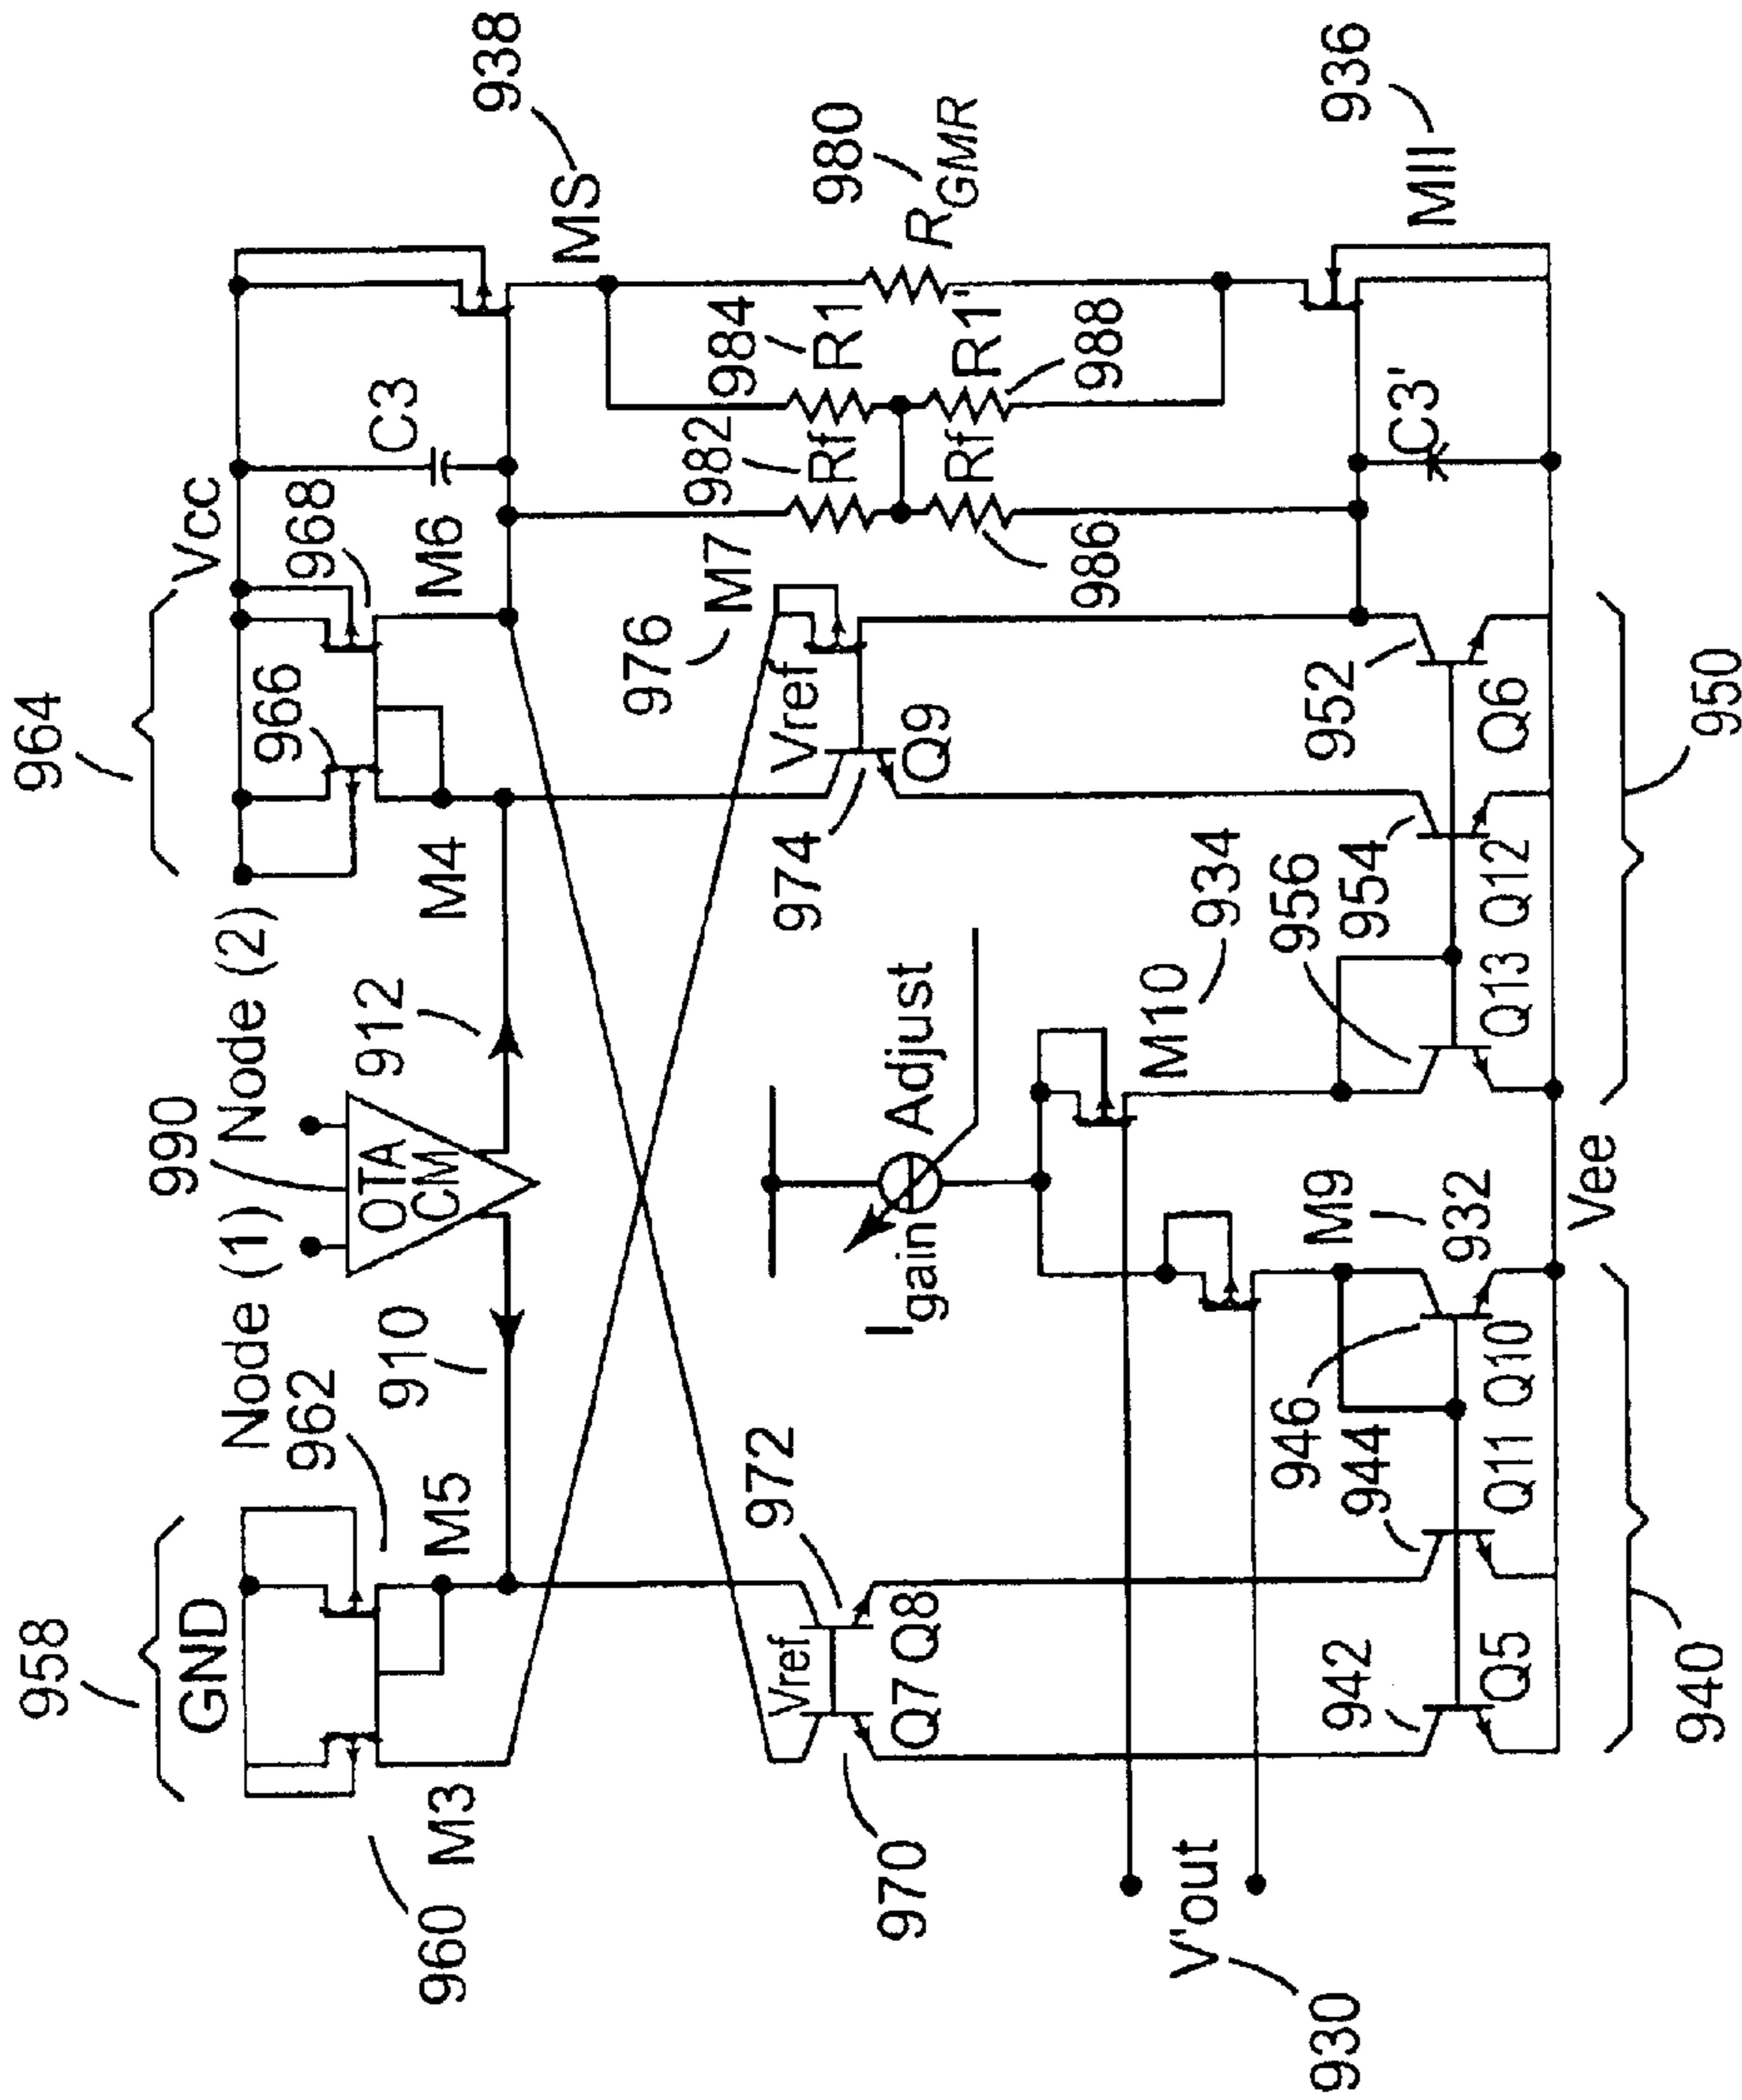 958
GND
960
M3
962
M5
Node (1)
910
990
OTA
CM
Node (2)
912
964
Vcc
966
968
M4
M6
C3
MS
938
970
Vref
Q7
Q8
972
Igain
Adjust
974
Vref
Q9
976
M7
982
Rf
Rf
986
984
R1
R1'
988
980
RGMR
930
V'out
M10
934
M9
932
942
Q5
944
946
Q11
Q10
940
Vee
956
Q13
954
Q12
952
Q6
950
C3'
MII
936